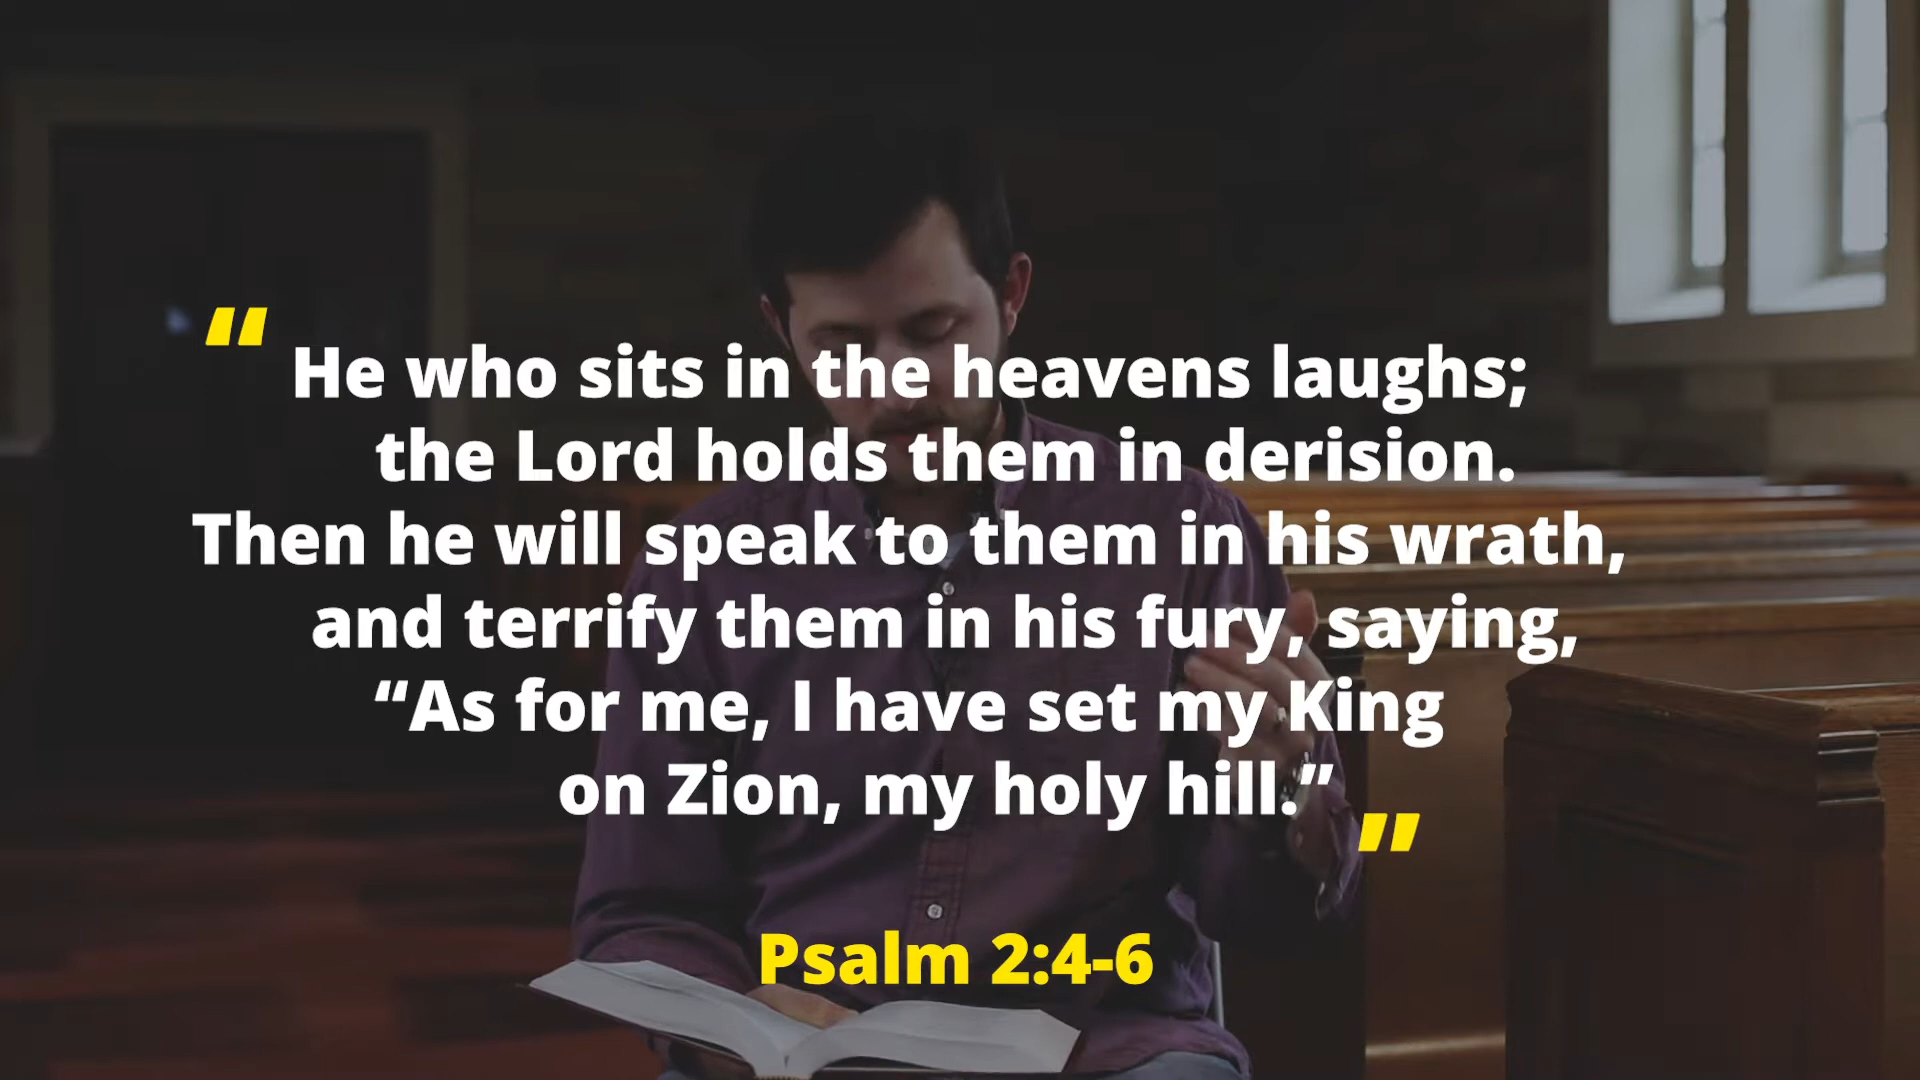 “
He who sits in the heavens laughs;
the Lord holds them in derision.
Then he will speak to them in his wrath,
and terrify them in his fury, saying,
“As for me, I have set my King
on Zion, my holy hill.”
”
Psalm 2:4-6